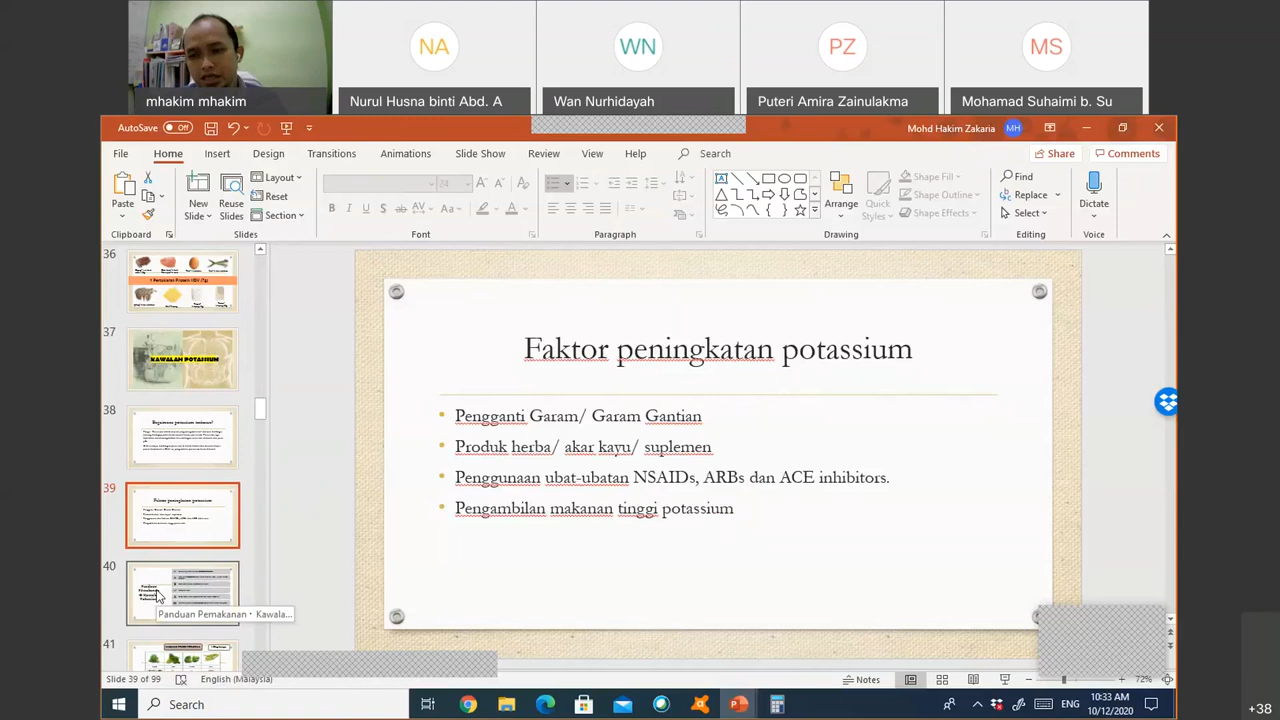 NA
WN
PZ
MS
mhakim mhakim
Nurul Husna binti Abd. A
Wan Nurhidayah
Puteri Amira Zainulakma
Mohamad Suhaimi b. Su
AutoSave Off
Mohd Hakim Zakaria MH
File Home Insert Design Transitions Animations Slide Show Review View Help Search Share Comments
Paste
New Slide
Reuse Slides
Layout
Reset
Section
24
Arrange
Quick Styles
Shape Fill
Shape Outline
Shape Effects
Find
Replace
Select
Dictate
Clipboard Slides Font Paragraph Drawing Editing Voice
36
37
KAWALAN POTASSIUM
38
39
Faktor peningkatan potassium
40
Panduan Pemakanan • Kawala...
41
Faktor peningkatan potassium
Pengganti Garam/ Garam Gantian
Produk herba/ akar kayu/ suplemen
Penggunaan ubat-ubatan NSAIDs, ARBs dan ACE inhibitors.
Pengambilan makanan tinggi potassium
Slide 39 of 99
English (Malaysia)
Notes
72%
Search
ENG
10:33 AM
10/12/2020
+38